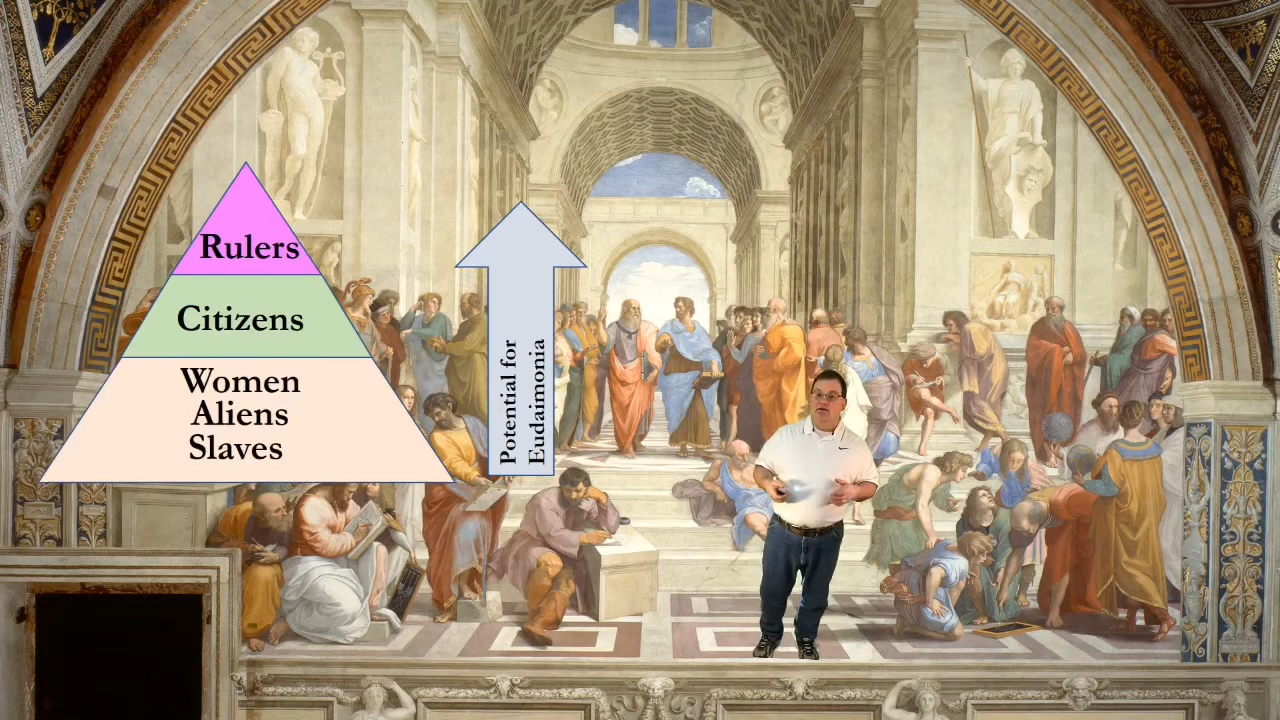 Rulers
Citizens
Women
Aliens
Slaves
Potential for
Eudaimonia